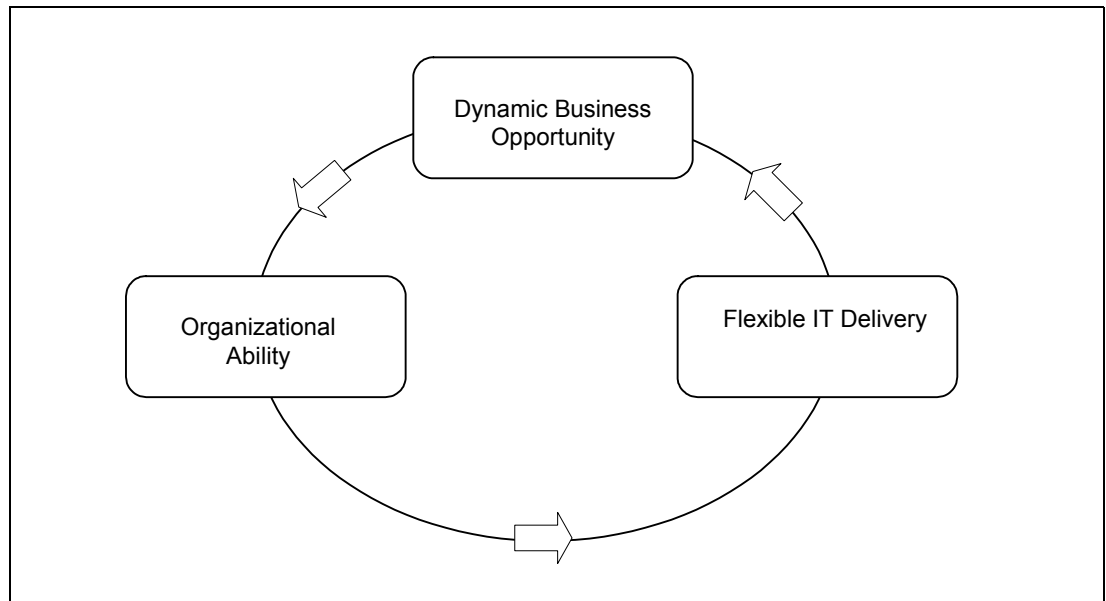 Dynamic Business
Opportunity
Organizational
Ability
Flexible IT Delivery